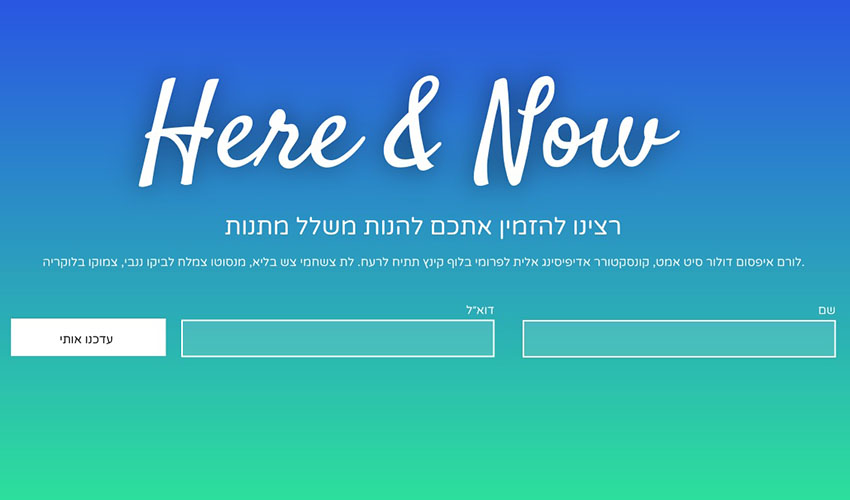 Here & Now
רצינו להזמין אתכם להנות משלל מתנות
לורם איפסום דולור סיט אמט, קונסקטורר אדיפיסינג אלית לפרומי בלוף קינץ תתיח לרעח. לת צשחמי צש בליא, מנסוטו צמלח לביקו ננבי, צמוקו בלוקריה.
שם
דוא״ל
עדכנו אותי